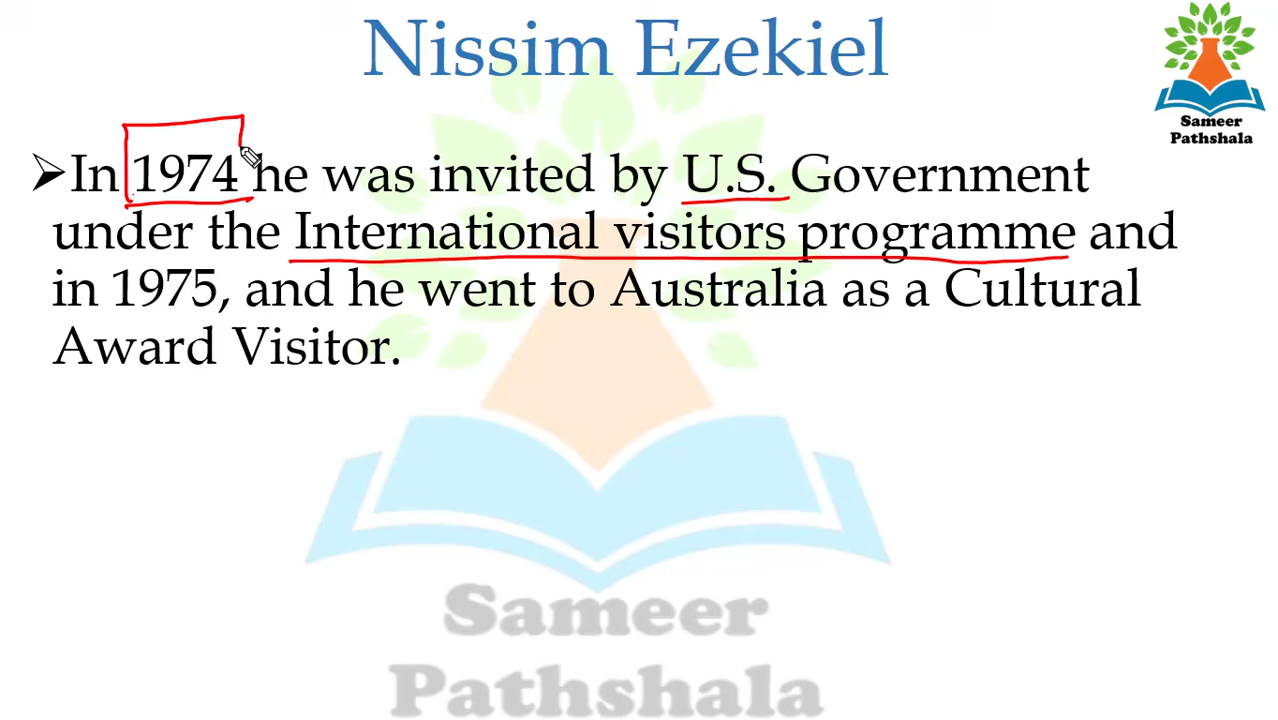 Nissim Ezekiel
Sameer
Pathshala
➢In 1974 he was invited by U.S. Government
under the International visitors programme and
in 1975, and he went to Australia as a Cultural
Award Visitor.
Sameer
Pathshala